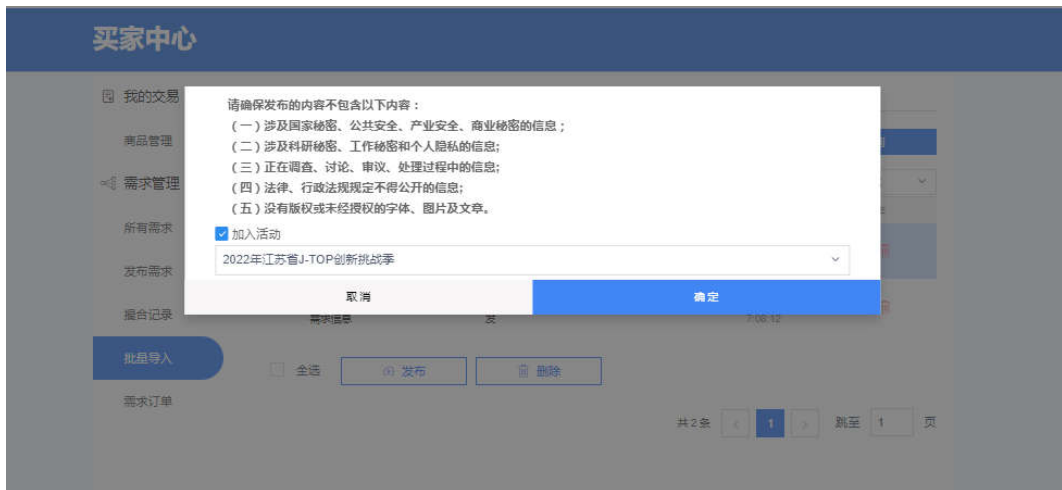 买家中心
我的交易
商品管理
需求管理
所有需求
发布需求
撮合记录
批量导入
需求订单
请确保发布的内容不包含以下内容：
（一）涉及国家秘密、公共安全、产业安全、商业秘密的信息；
（二）涉及科研秘密、工作秘密和个人隐私的信息;
（三）正在调查、讨论、审议、处理过程中的信息;
（四）法律、行政法规规定不得公开的信息;
（五）没有版权或未经授权的字体、图片及文章。
加入活动
2022年江苏省J-TOP创新挑战季
取消 确定
需求信息 发 7:08:12
全选 发布 删除
共2条 < 1 > 跳至 1 页